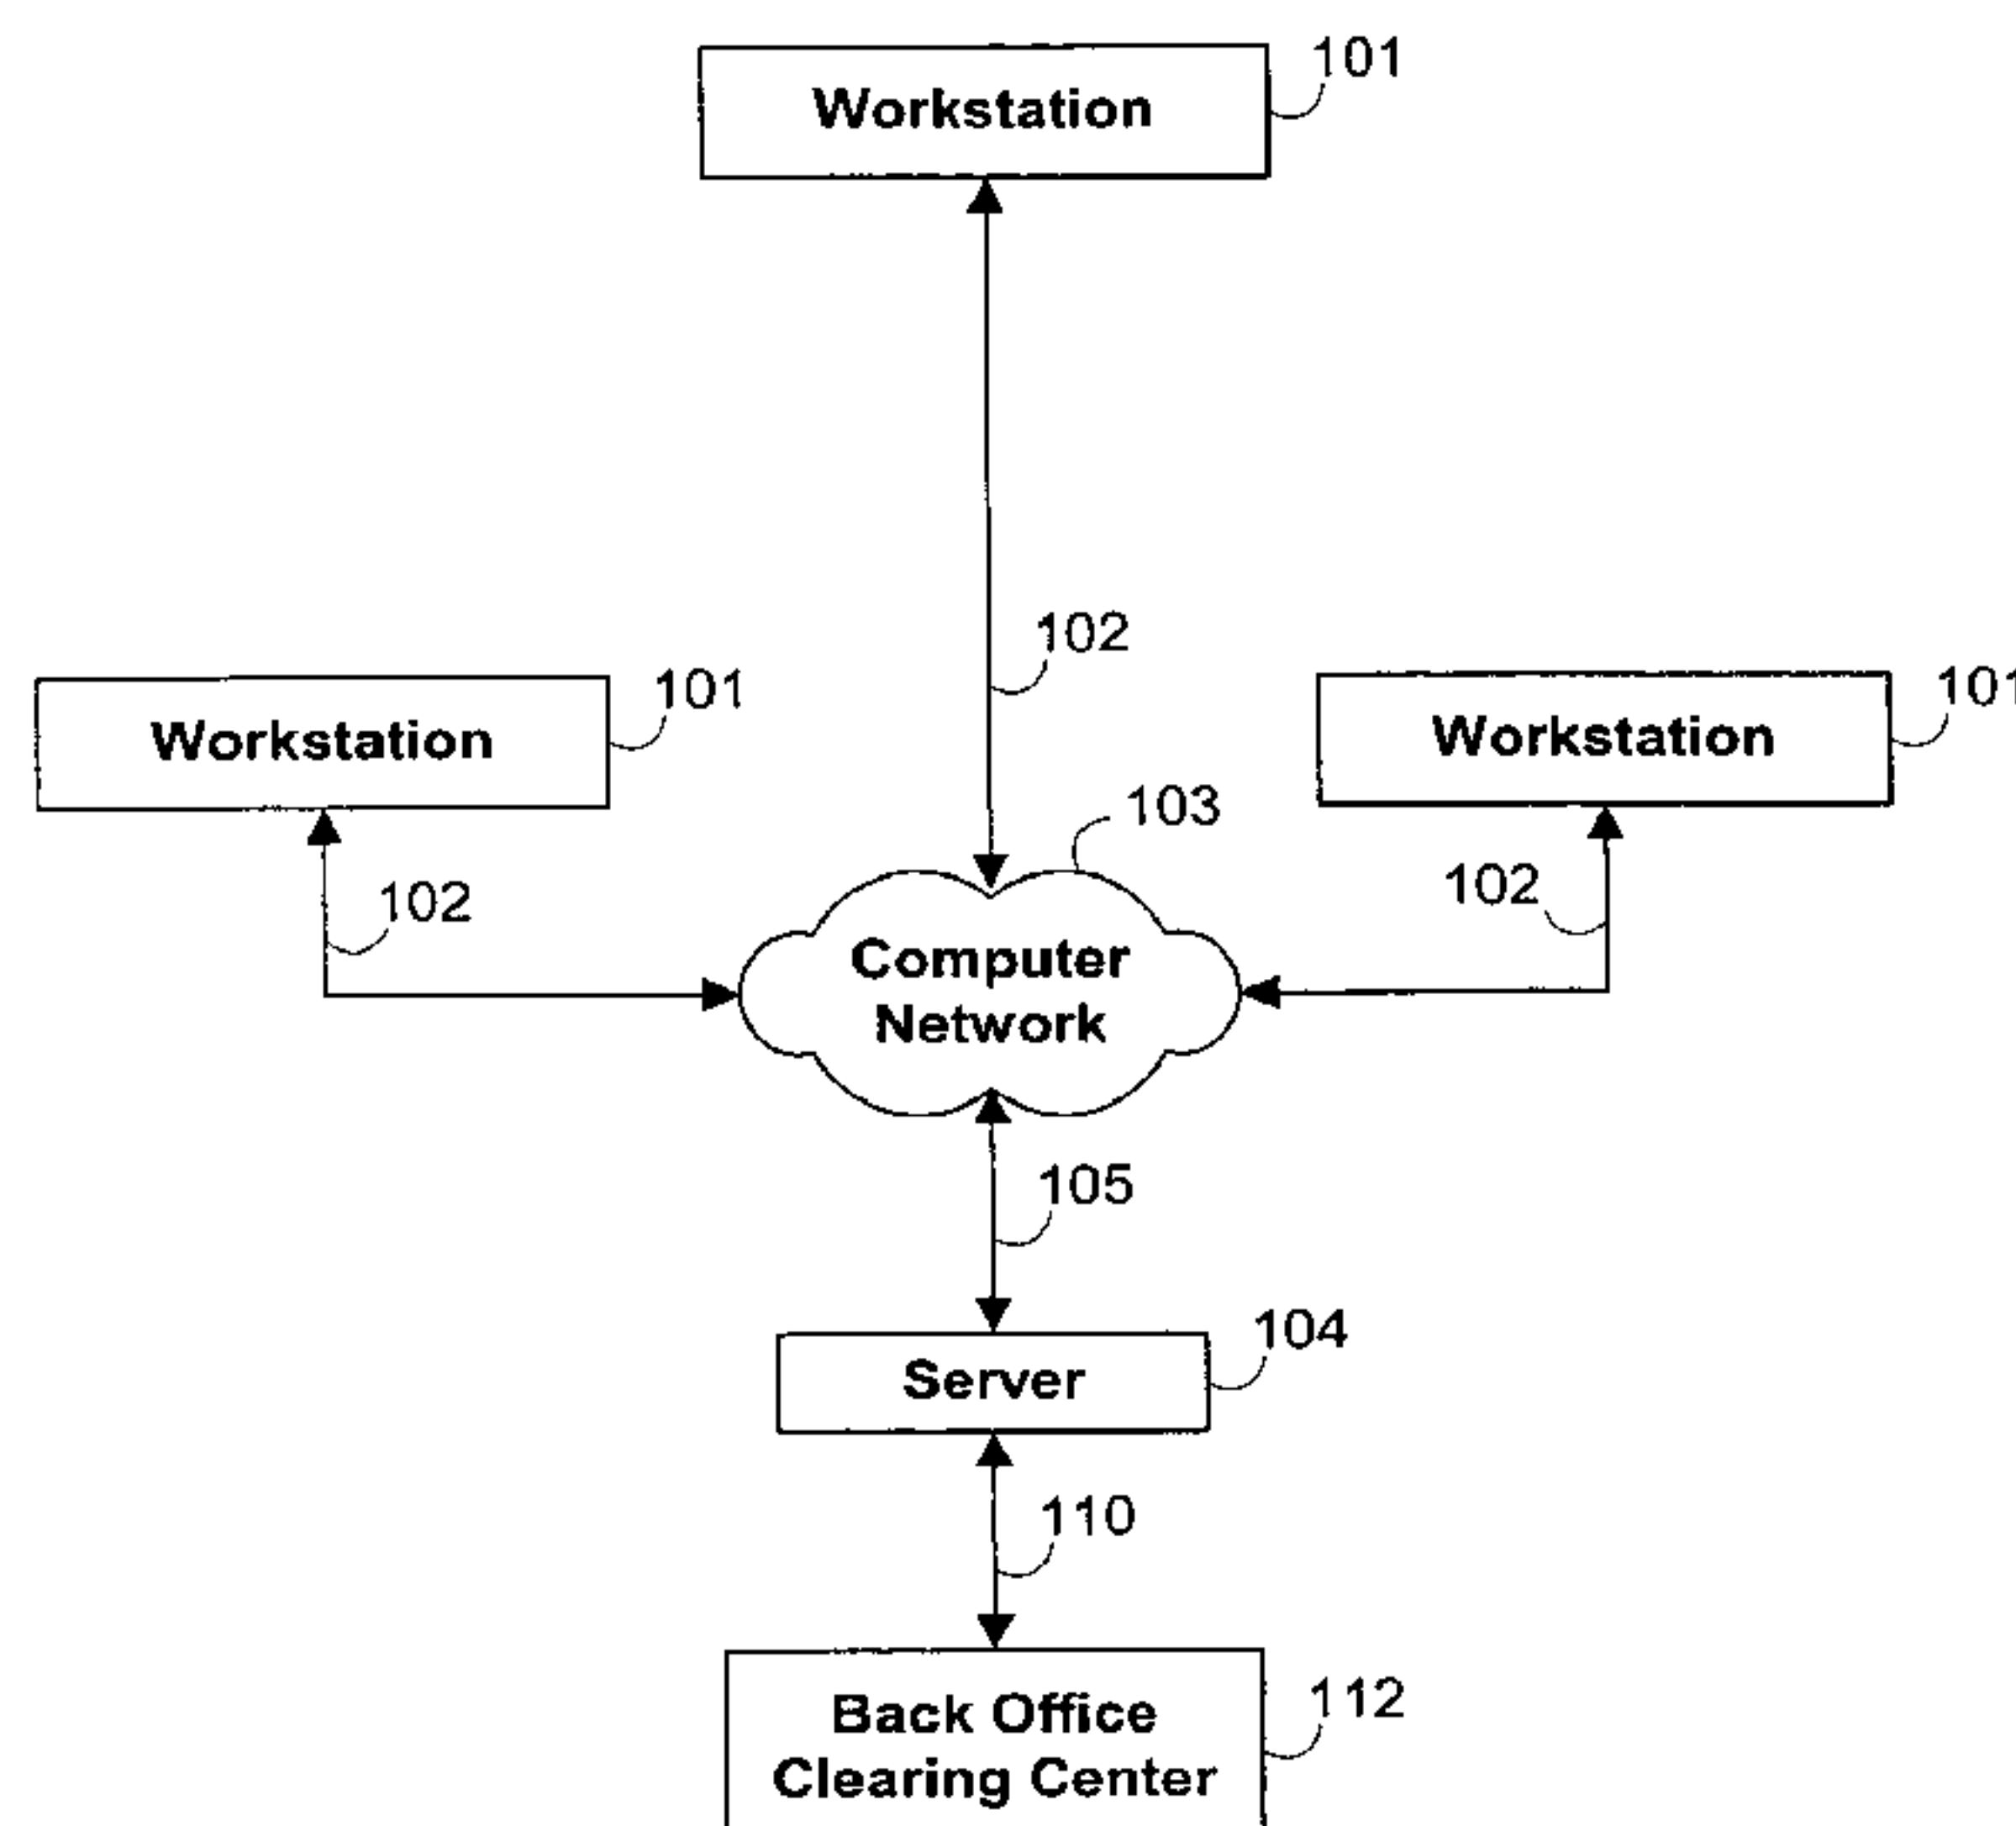 101
Workstation
102
101
Workstation
101
Workstation
103
102
102
Computer
Network
105
104
Server
110
112
Back Office
Clearing Center